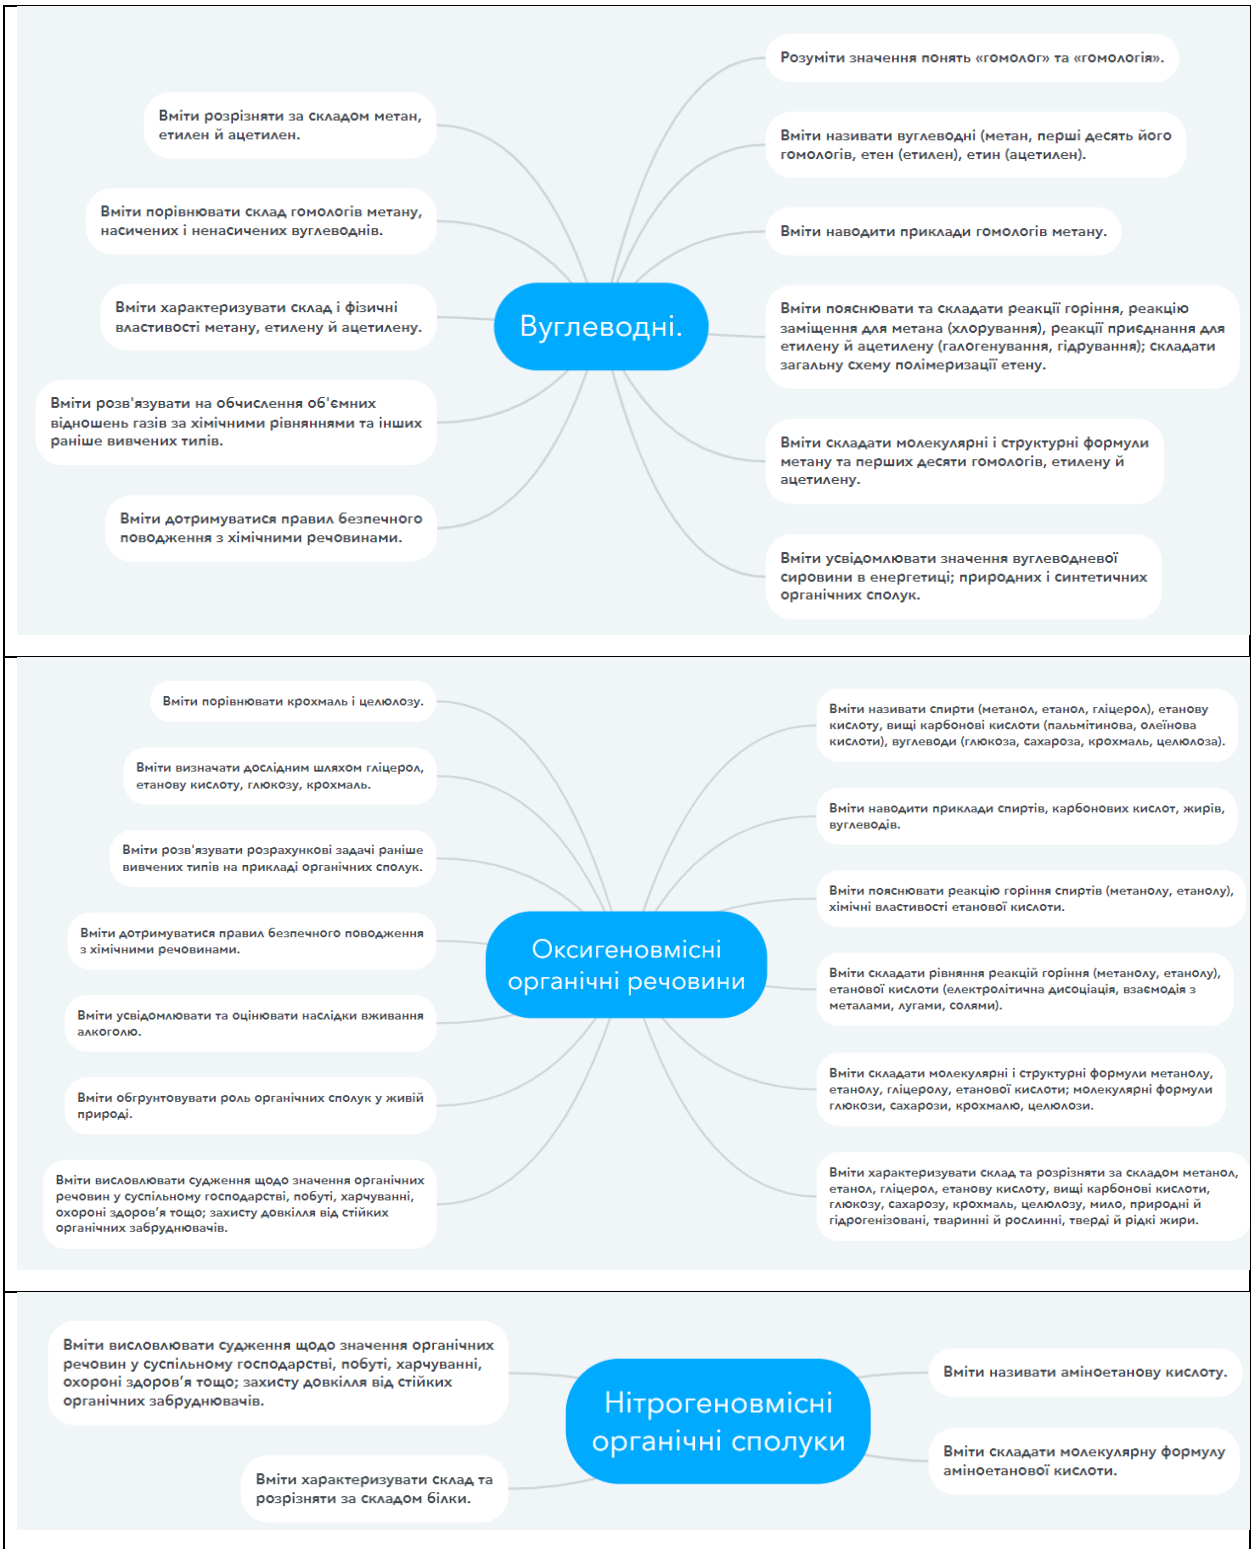 Вміти розрізняти за складом метан,
етилен й ацетилен.
Вміти порівнювати склад гомологів метану,
насичених і ненасичених вуглеводнів.
Вміти характеризувати склад і фізичні
властивості метану, етилену й ацетилену.
Вміти розв'язувати на обчислення об'ємних
відношень газів за хімічними рівняннями та інших
раніше вивчених типів.
Вміти дотримуватися правил безпечного
поводження з хімічними речовинами.
Вуглеводні.
Розуміти значення понять «гомолог» та «гомологія».
Вміти називати вуглеводні (метан, перші десять його
гомологів, етен (етилен), етин (ацетилен).
Вміти наводити приклади гомологів метану.
Вміти пояснювати та складати реакції горіння, реакцію
заміщення для метана (хлорування), реакції приєднання для
етилену й ацетилену (галогенування, гідрування); складати
загальну схему полімеризації етену.
Вміти складати молекулярні і структурні формули
метану та перших десяти гомологів, етилену й
ацетилену.
Вміти усвідомлювати значення вуглеводневої
сировини в енергетиці; природних і синтетичних
органічних сполук.
Вміти порівнювати крохмаль і целюлозу.
Вміти визначати дослідним шляхом гліцерол,
етанову кислоту, глюкозу, крохмаль.
Вміти розв'язувати розрахункові задачі раніше
вивчених типів на прикладі органічних сполук.
Вміти дотримуватися правил безпечного поводження
з хімічними речовинами.
Вміти усвідомлювати та оцінювати наслідки вживання
алкоголю.
Вміти обгрунтовувати роль органічних сполук у живій
природі.
Вміти висловлювати судження щодо значення органічних
речовин у суспільному господарстві, побуті, харчуванні,
охороні здоров’я тощо; захисту довкілля від стійких
органічних забруднювачів.
Оксигеновмісні
органічні речовини
Вміти називати спирти (метанол, етанол, гліцерол), етанову
кислоту, вищі карбонові кислоти (пальмітинова, олеїнова
кислоти), вуглеводи (глюкоза, сахароза, крохмаль, целюлоза).
Вміти наводити приклади спиртів, карбонових кислот, жирів,
вуглеводів.
Вміти пояснювати реакцію горіння спиртів (метанолу, етанолу),
хімічні властивості етанової кислоти.
Вміти складати рівняння реакцій горіння (метанолу, етанолу),
етанової кислоти (електролітична дисоціація, взаємодія з
металами, лугами, солями).
Вміти складати молекулярні і структурні формули метанолу,
етанолу, гліцеролу, етанової кислоти; молекулярні формули
глюкози, сахарози, крохмалю, целюлози.
Вміти характеризувати склад та розрізняти за складом метанол,
етанол, гліцерол, етанову кислоту, вищі карбонові кислоти,
глюкозу, сахарозу, крохмаль, целюлозу, мило, природні й
гідрогенізовані, тваринні й рослинні, тверді й рідкі жири.
Вміти висловлювати судження щодо значення органічних
речовин у суспільному господарстві, побуті, харчуванні,
охороні здоров’я тощо; захисту довкілля від стійких
органічних забруднювачів.
Вміти характеризувати склад та
розрізняти за складом білки.
Нітрогеновмісні
органічні сполуки
Вміти називати аміноетанову кислоту.
Вміти складати молекулярну формулу
аміноетанової кислоти.